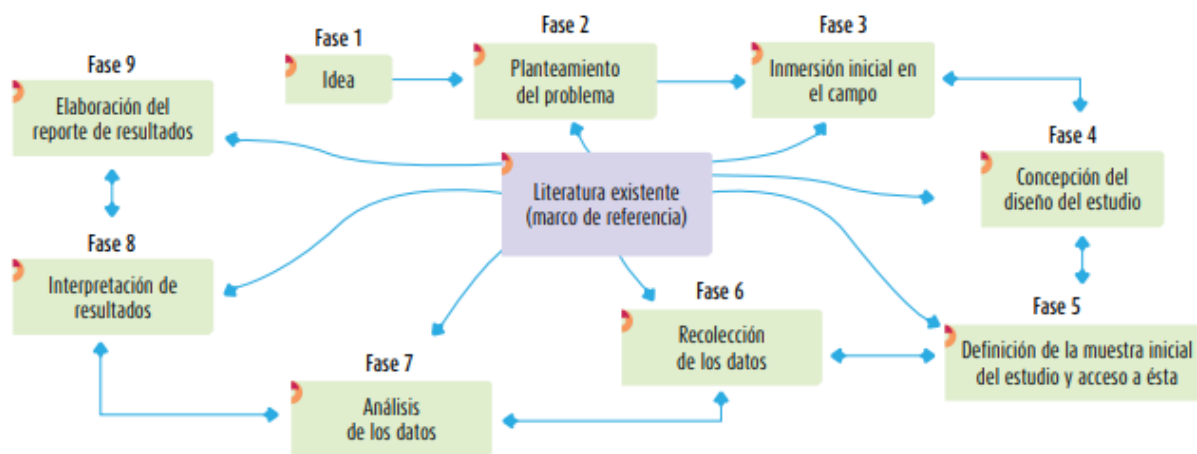 Fase 1
Idea
Fase 2
Planteamiento
del problema
Fase 3
Inmersión inicial en
el campo
Fase 4
Concepción del
diseño del estudio
Fase 5
Definición de la muestra inicial
del estudio y acceso a ésta
Fase 6
Recolección
de los datos
Fase 7
Análisis
de los datos
Fase 8
Interpretación de
resultados
Fase 9
Elaboración del
reporte de resultados
Literatura existente
(marco de referencia)